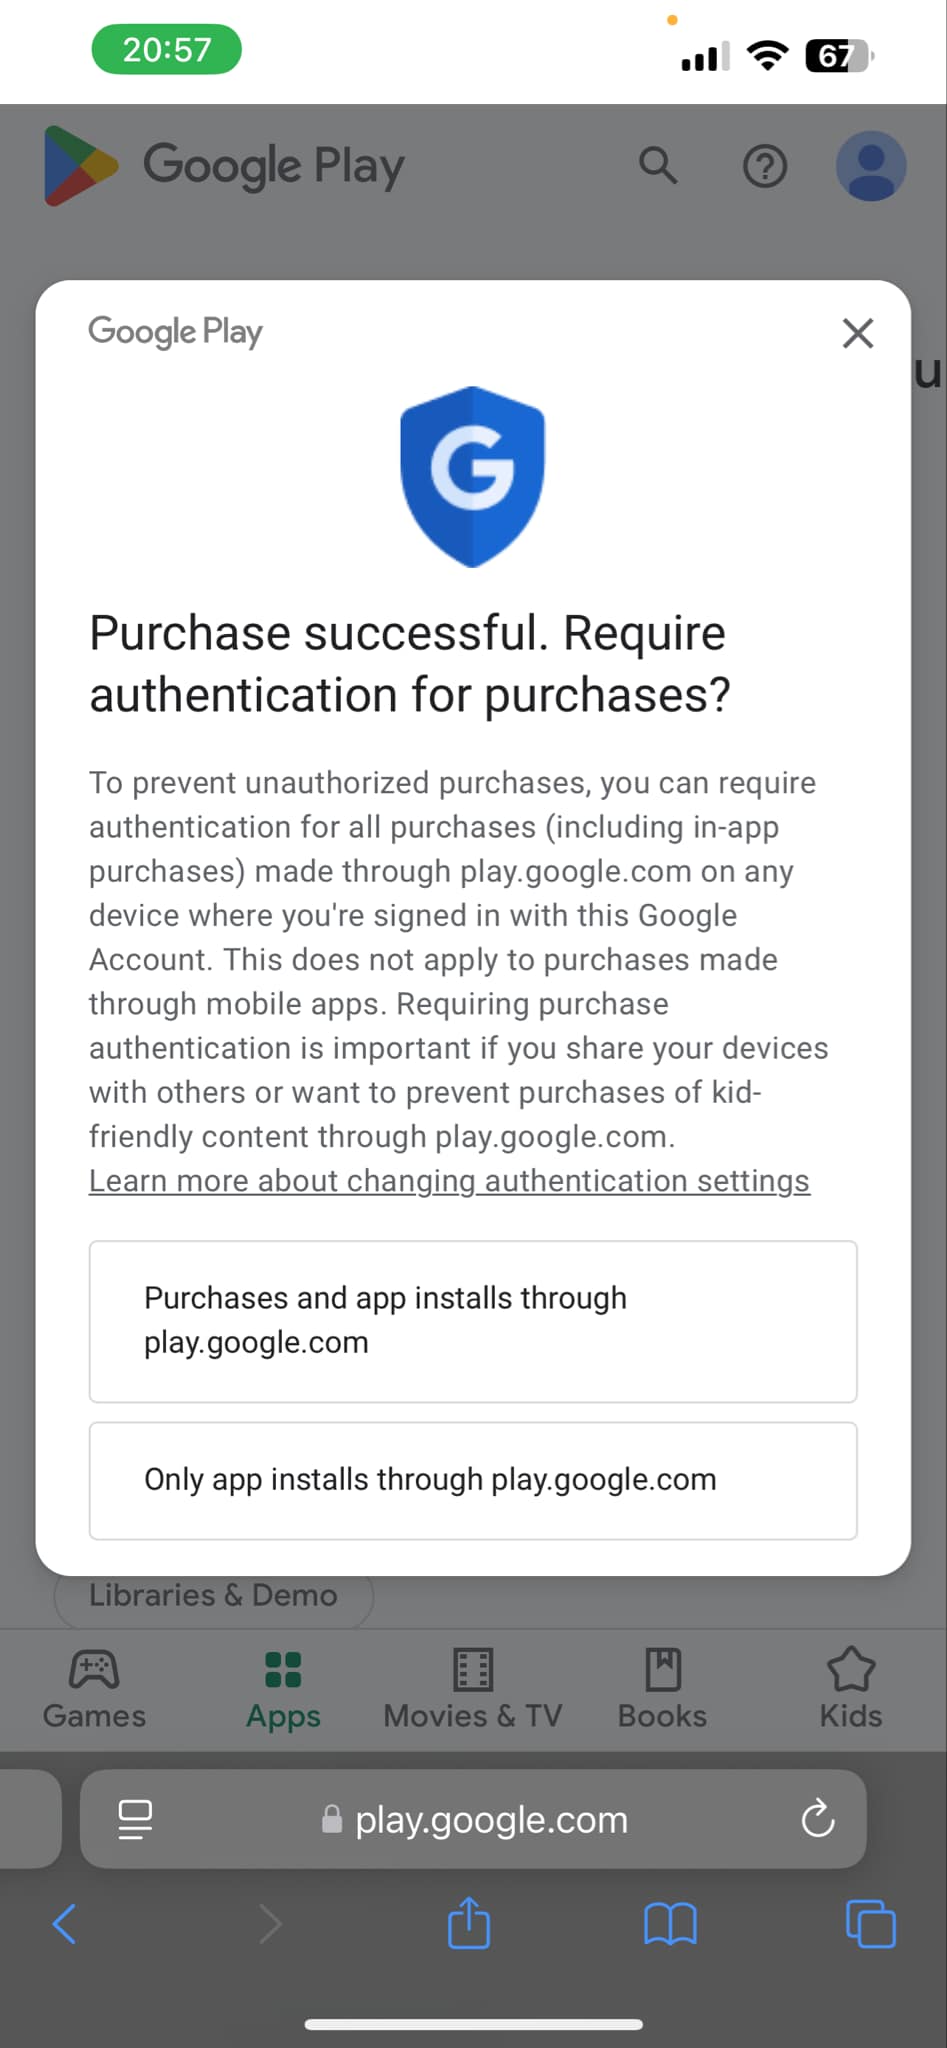 20:57
67
Google Play
u
Google Play
G
Purchase successful. Require
authentication for purchases?
To prevent unauthorized purchases, you can require
authentication for all purchases (including in-app
purchases) made through play.google.com on any
device where you're signed in with this Google
Account. This does not apply to purchases made
through mobile apps. Requiring purchase
authentication is important if you share your devices
with others or want to prevent purchases of kid-
friendly content through play.google.com.
Learn more about changing authentication settings
Purchases and app installs through
play.google.com
Only app installs through play.google.com
Libraries & Demo
Games Apps Movies & TV Books Kids
play.google.com